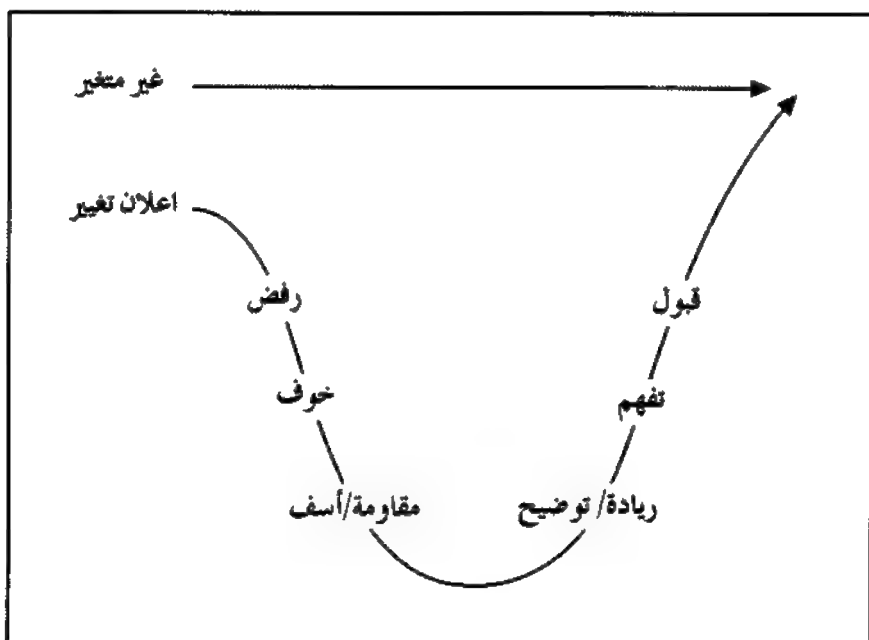 غير متغير
اعلان تغيير
رفض
قبول
خوف
تفهم
مقاومة/أسف
ريادة/ توضيح